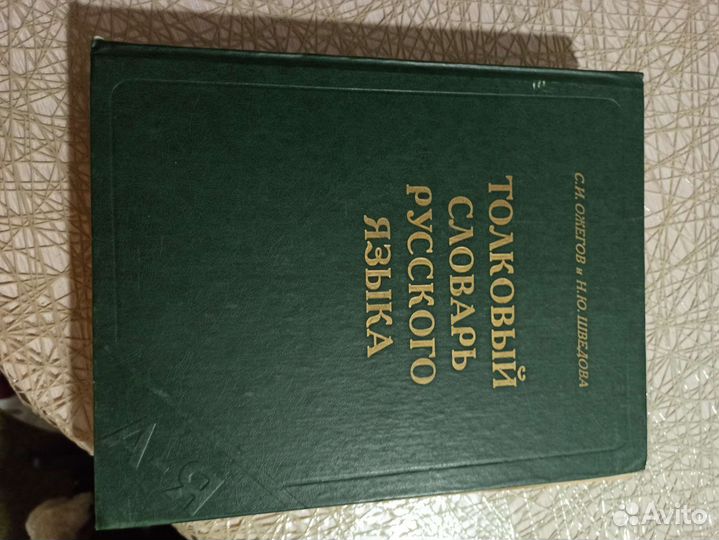 С.И. ОЖЕГОВ и Н.Ю. ШВЕДОВА
ТОЛКОВЫЙ
СЛОВАРЬ
РУССКОГО
ЯЗЫКА
А-Я
Avito